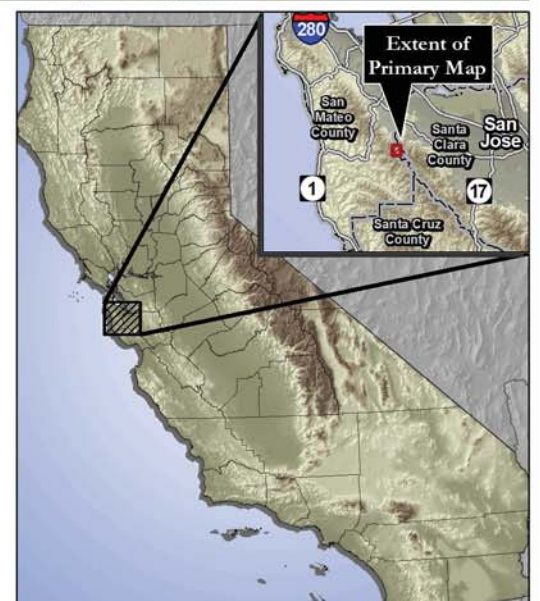 280
Extent of
Primary Map
San
Mateo
County
Santa
Clara
County
San
Jose
1
17
Santa Cruz
County